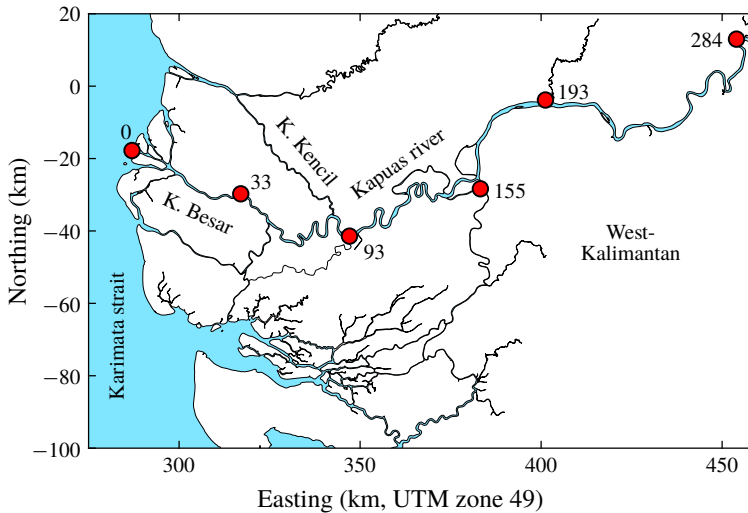 20
0
−20
−40
−60
−80
−100
Northing (km)
300
350
400
450
Easting (km, UTM zone 49)
0
33
93
155
193
284
K. Kencil
Kapuas river
K. Besar
West-
Kalimantan
Karimata strait